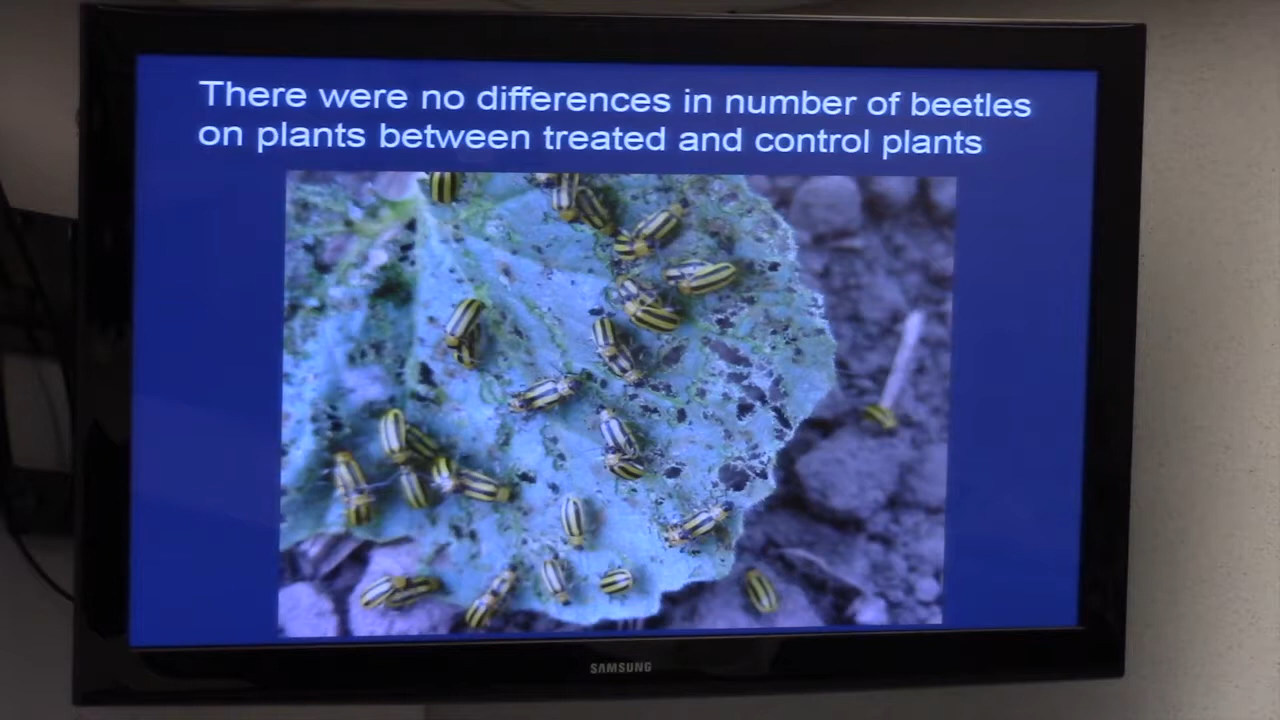 There were no differences in number of beetles
on plants between treated and control plants
SAMSUNG